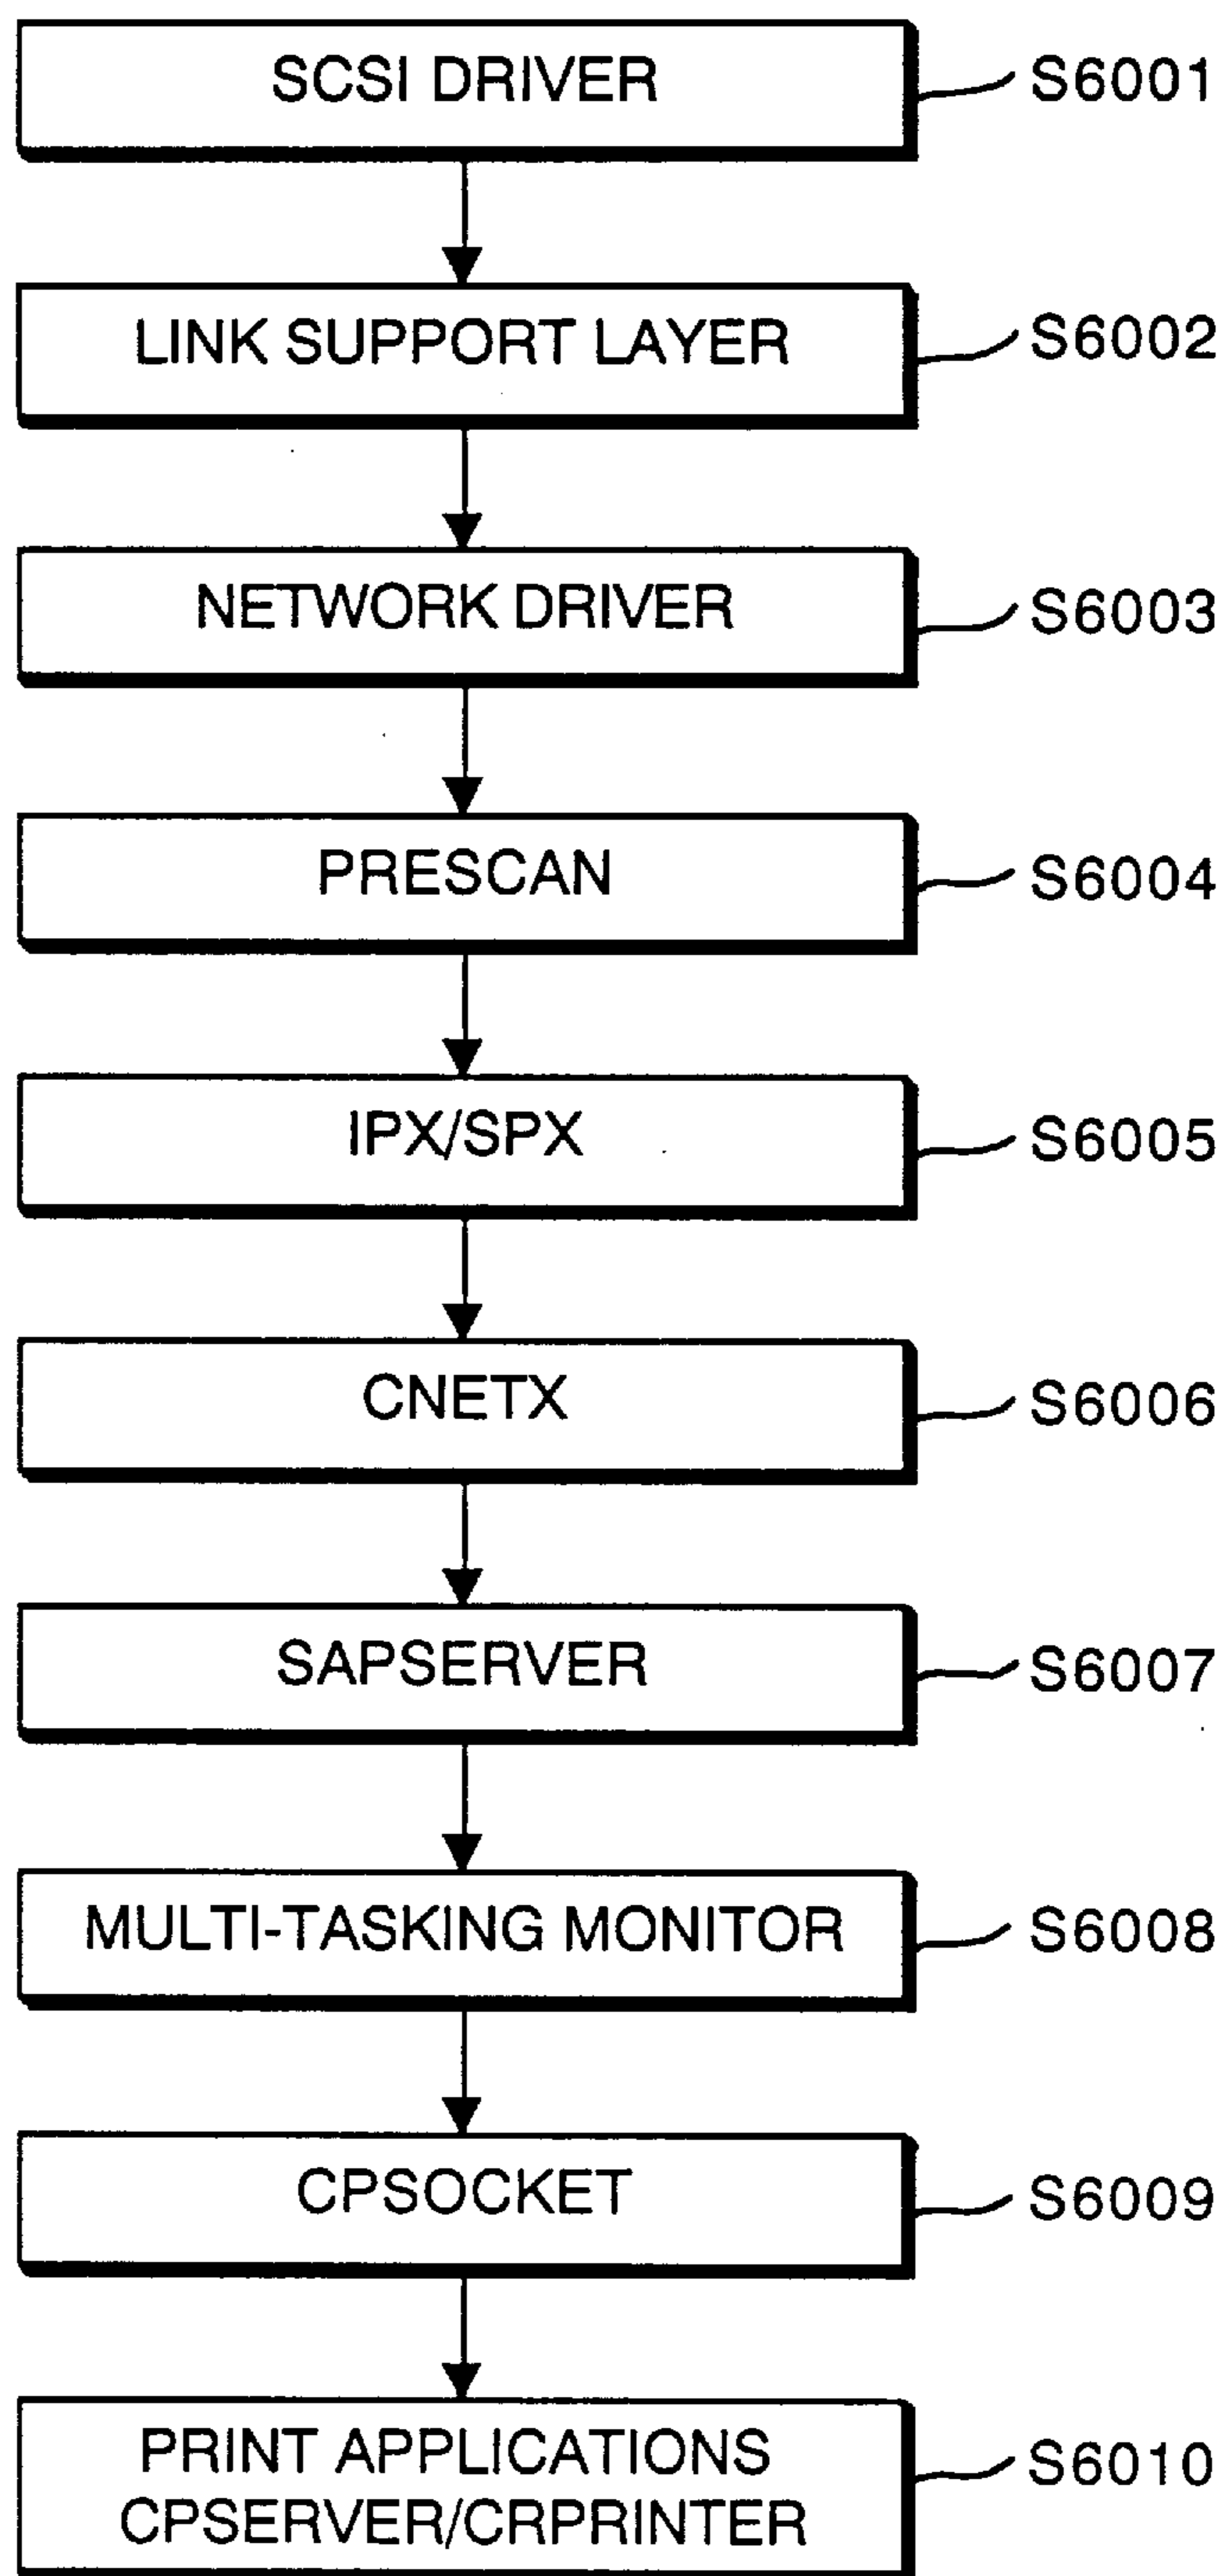 SCSI DRIVER
S6001
LINK SUPPORT LAYER
S6002
NETWORK DRIVER
S6003
PRESCAN
S6004
IPX/SPX
S6005
CNETX
S6006
SAPSERVER
S6007
MULTI-TASKING MONITOR
S6008
CPSOCKET
S6009
PRINT APPLICATIONS
CPSERVER/CRPRINTER
S6010